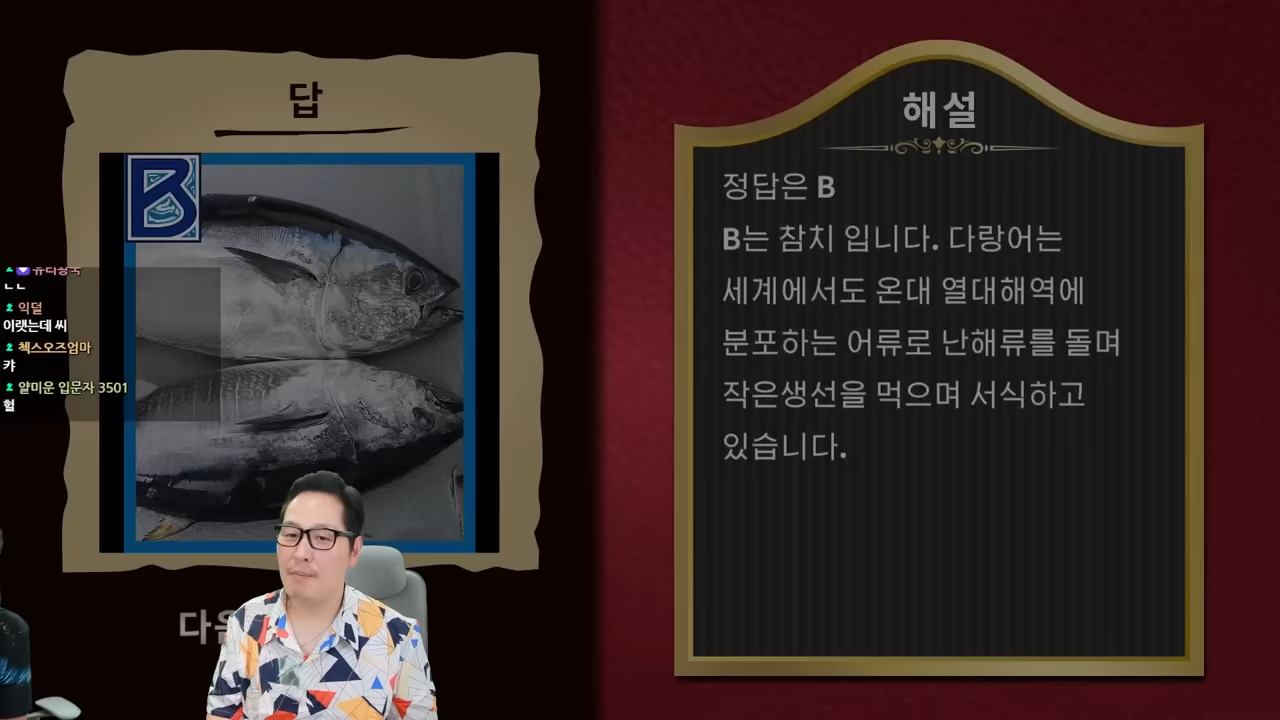 답
B
해설
정답은 B
B는 참치 입니다. 다랑어는
세계에서도 온대 열대해역에
분포하는 어류로 난해류를 돌며
작은생선을 먹으며 서식하고
있습니다.
ㄴㄴ
익덜
이랫는데 씨
첵스오즈엄마
캬
얄미운 입문자 3501
헐